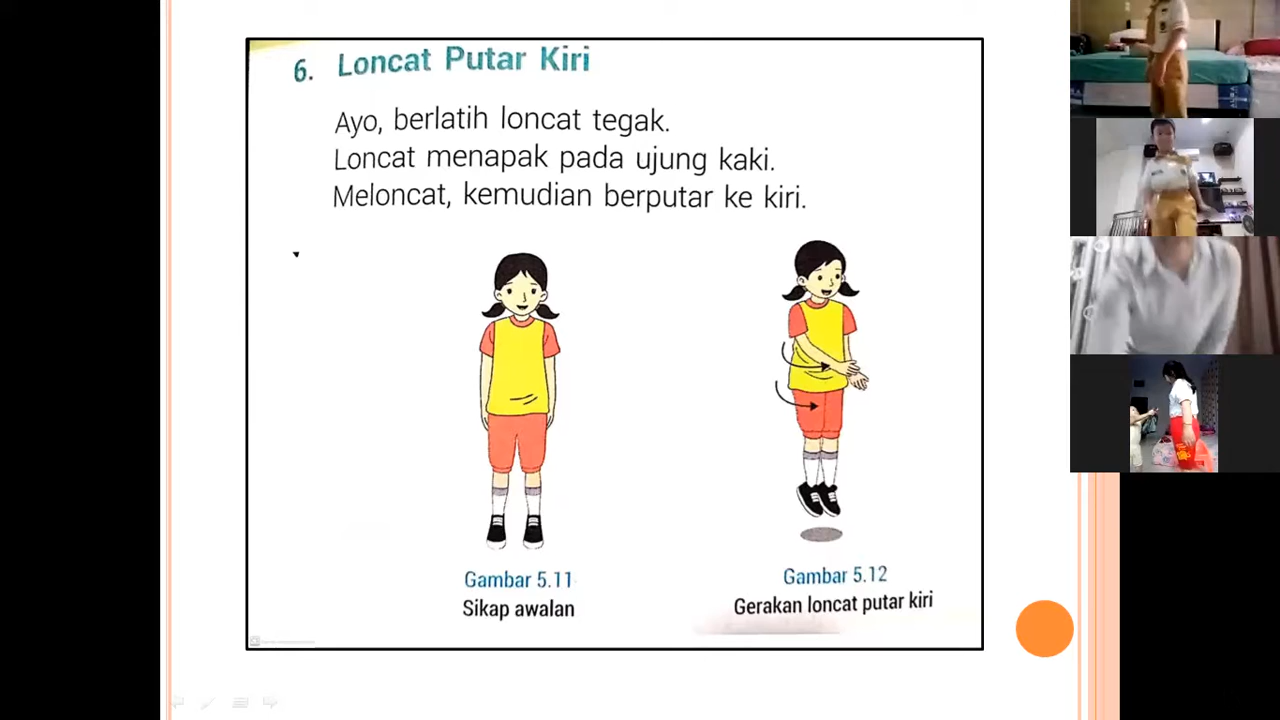 6. Loncat Putar Kiri
Ayo, berlatih loncat tegak.
Loncat menapak pada ujung kaki.
Meloncat, kemudian berputar ke kiri.
Gambar 5.11
Sikap awalan
Gambar 5.12
Gerakan loncat putar kiri